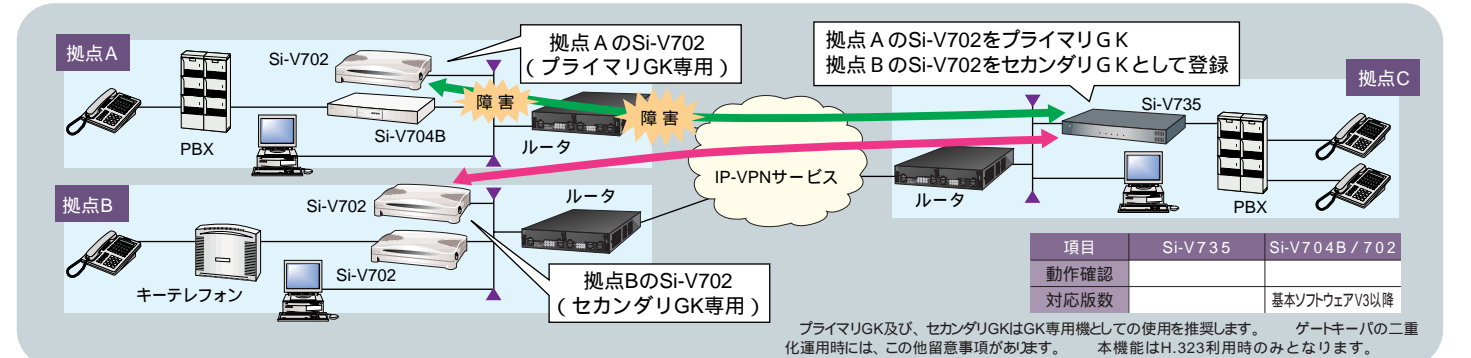 拠点A
Si-V702
拠点AのSi-V702
(プライマリGK専用)
障害
障害
PBX
Si-V704B
ルータ
拠点B
Si-V702
ルータ
キーテレフォン
Si-V702
拠点BのSi-V702
(セカンダリGK専用)
IP-VPNサービス
拠点AのSi-V702をプライマリGK
拠点BのSi-V702をセカンダリGKとして登録
拠点C
Si-V735
ルータ
PBX
項目 Si-V735 Si-V704B/702
動作確認
対応版数 基本ソフトウェアV3以降
プライマリGK及び、セカンダリGKはGK専用機としての使用を推奨します。 ゲートキーパの二重
化運用時には、この他留意事項があります。 本機能はH.323利用時のみとなります。